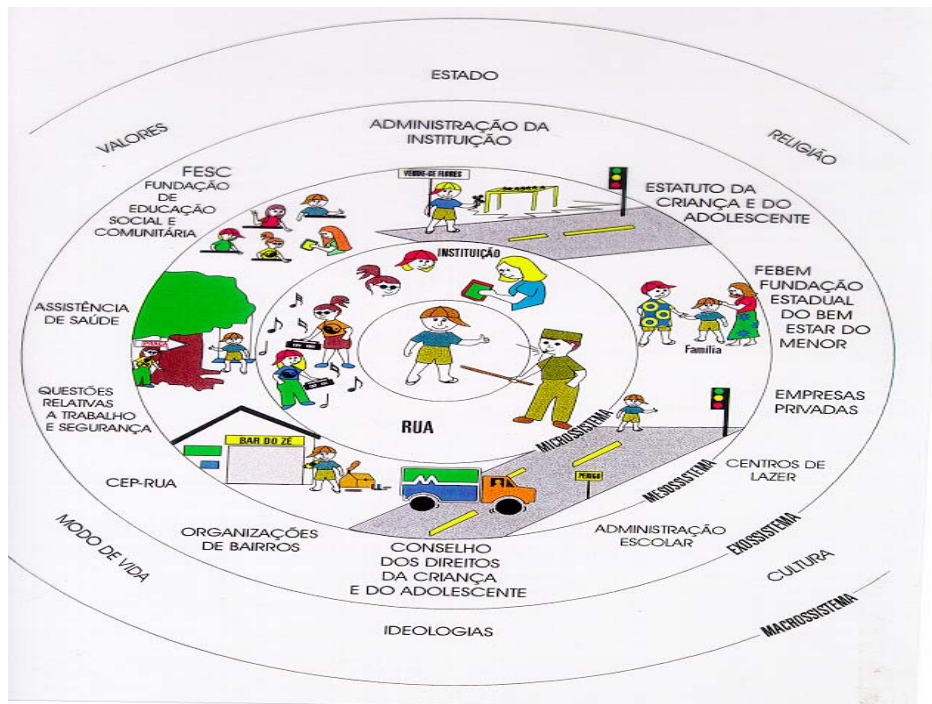 ESTADO
VALORES
RELIGIÃO
ADMINISTRAÇÃO DA
INSTITUIÇÃO
FESC
FUNDAÇÃO
DE
EDUCAÇÃO
SOCIAL E
COMUNITÁRIA
VENDE-SE FLORES
ESTATUTO DA
CRIANÇA E DO
ADOLESCENTE
INSTITUIÇÃO
ASSISTÊNCIA
DE SAÚDE
FEBEM
FUNDAÇÃO
ESTADUAL
DO BEM
ESTAR DO
MENOR
Família
QUESTÕES
RELATIVAS
A TRABALHO
E SEGURANÇA
EMPRESAS
PRIVADAS
RUA
MICROSSISTEMA
BAR DO ZÉ
MESOSSISTEMA
CENTROS DE
LAZER
PERIGO
CEP-RUA
EXOSSISTEMA
ORGANIZAÇÕES
DE BAIRROS
ADMINISTRAÇÃO
ESCOLAR
CONSELHO
DOS DIREITOS
DA CRIANÇA
E DO ADOLESCENTE
MODO DE VIDA
CULTURA
IDEOLOGIAS
MACROSSISTEMA